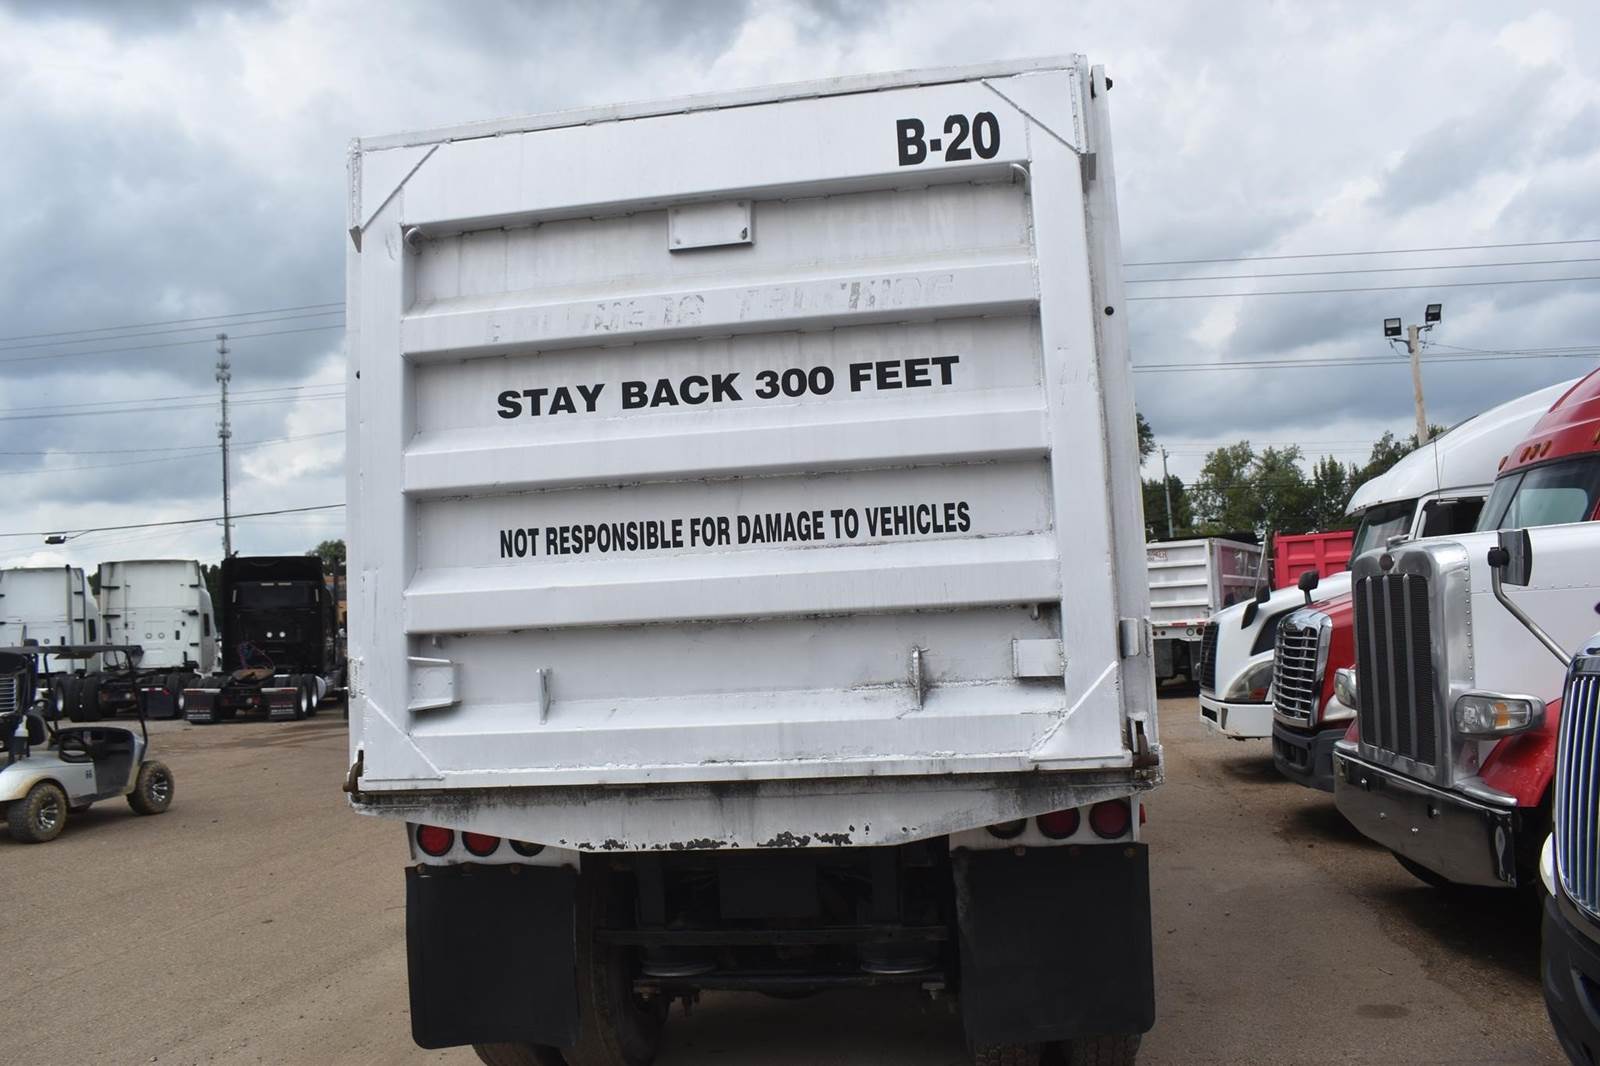 B-20
STAY BACK 300 FEET
NOT RESPONSIBLE FOR DAMAGE TO VEHICLES